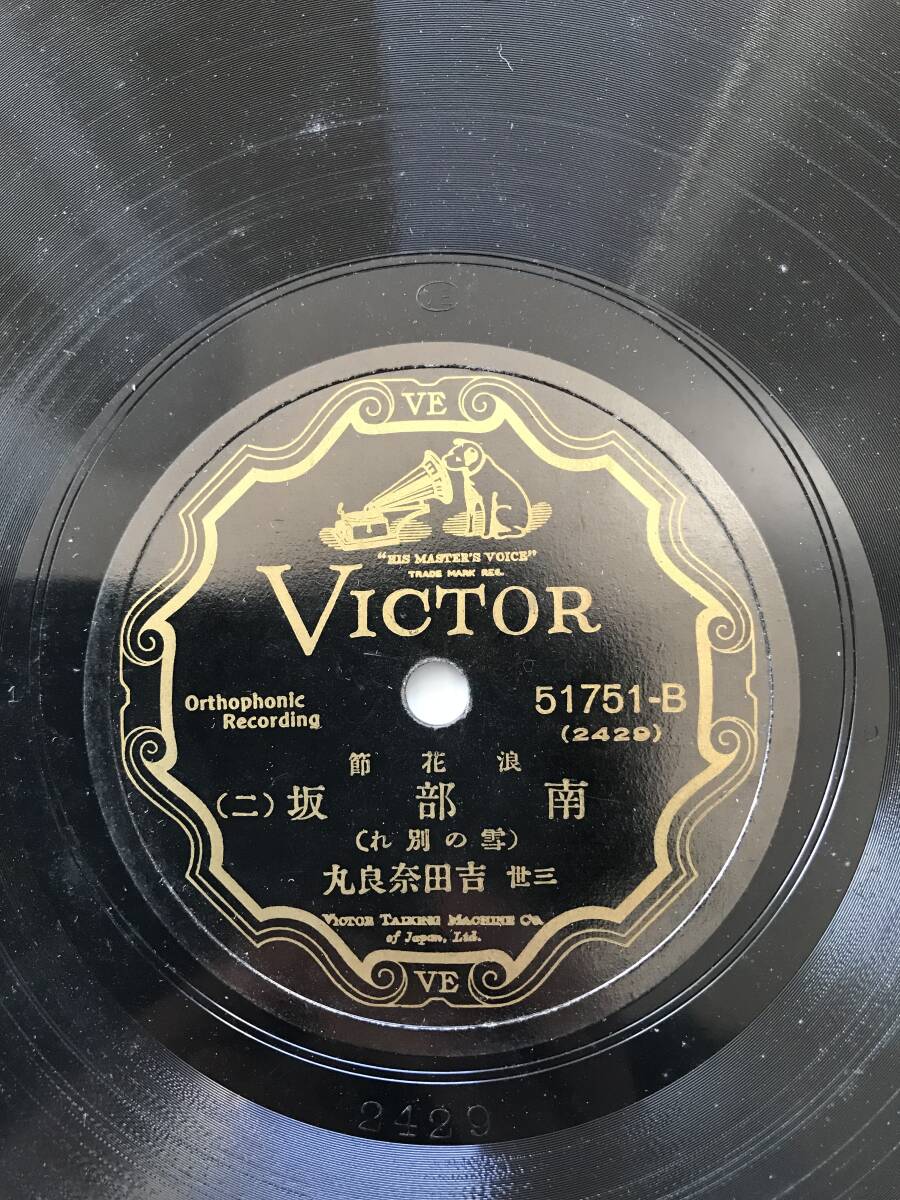 VE
"HIS MASTER'S VOICE"
TRADE MARK REG.
VICTOR
Orthophonic
Recording
51751-B
(2429)
浪花節
南部坂(二)
(雪の別れ)
三世 吉田奈良丸
VICTOR TALKING MACHINE CO.
of Japan, Ltd.
VE
2429
1